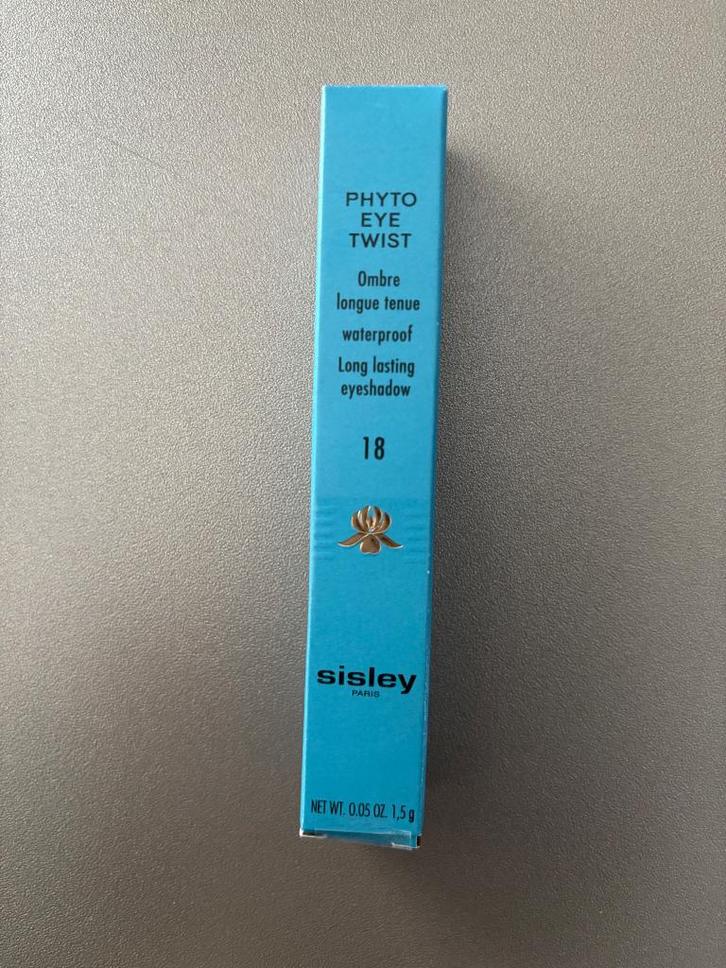 PHYTO
EYE
TWIST
Ombre
longue tenue
waterproof
Long lasting
eyeshadow
18
sisley
PARIS
NET WT. 0.05 OZ. 1,5 g